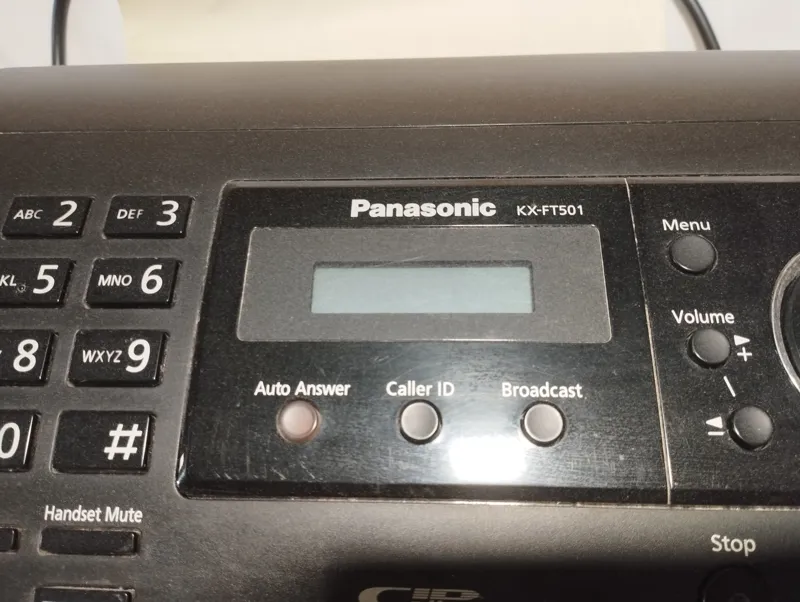 Panasonic KX-FT501
ABC 2 DEF 3
5 MNO 6
8 WXYZ 9
0 #
Menu
Volume
+
Auto Answer Caller ID Broadcast
Handset Mute
Stop